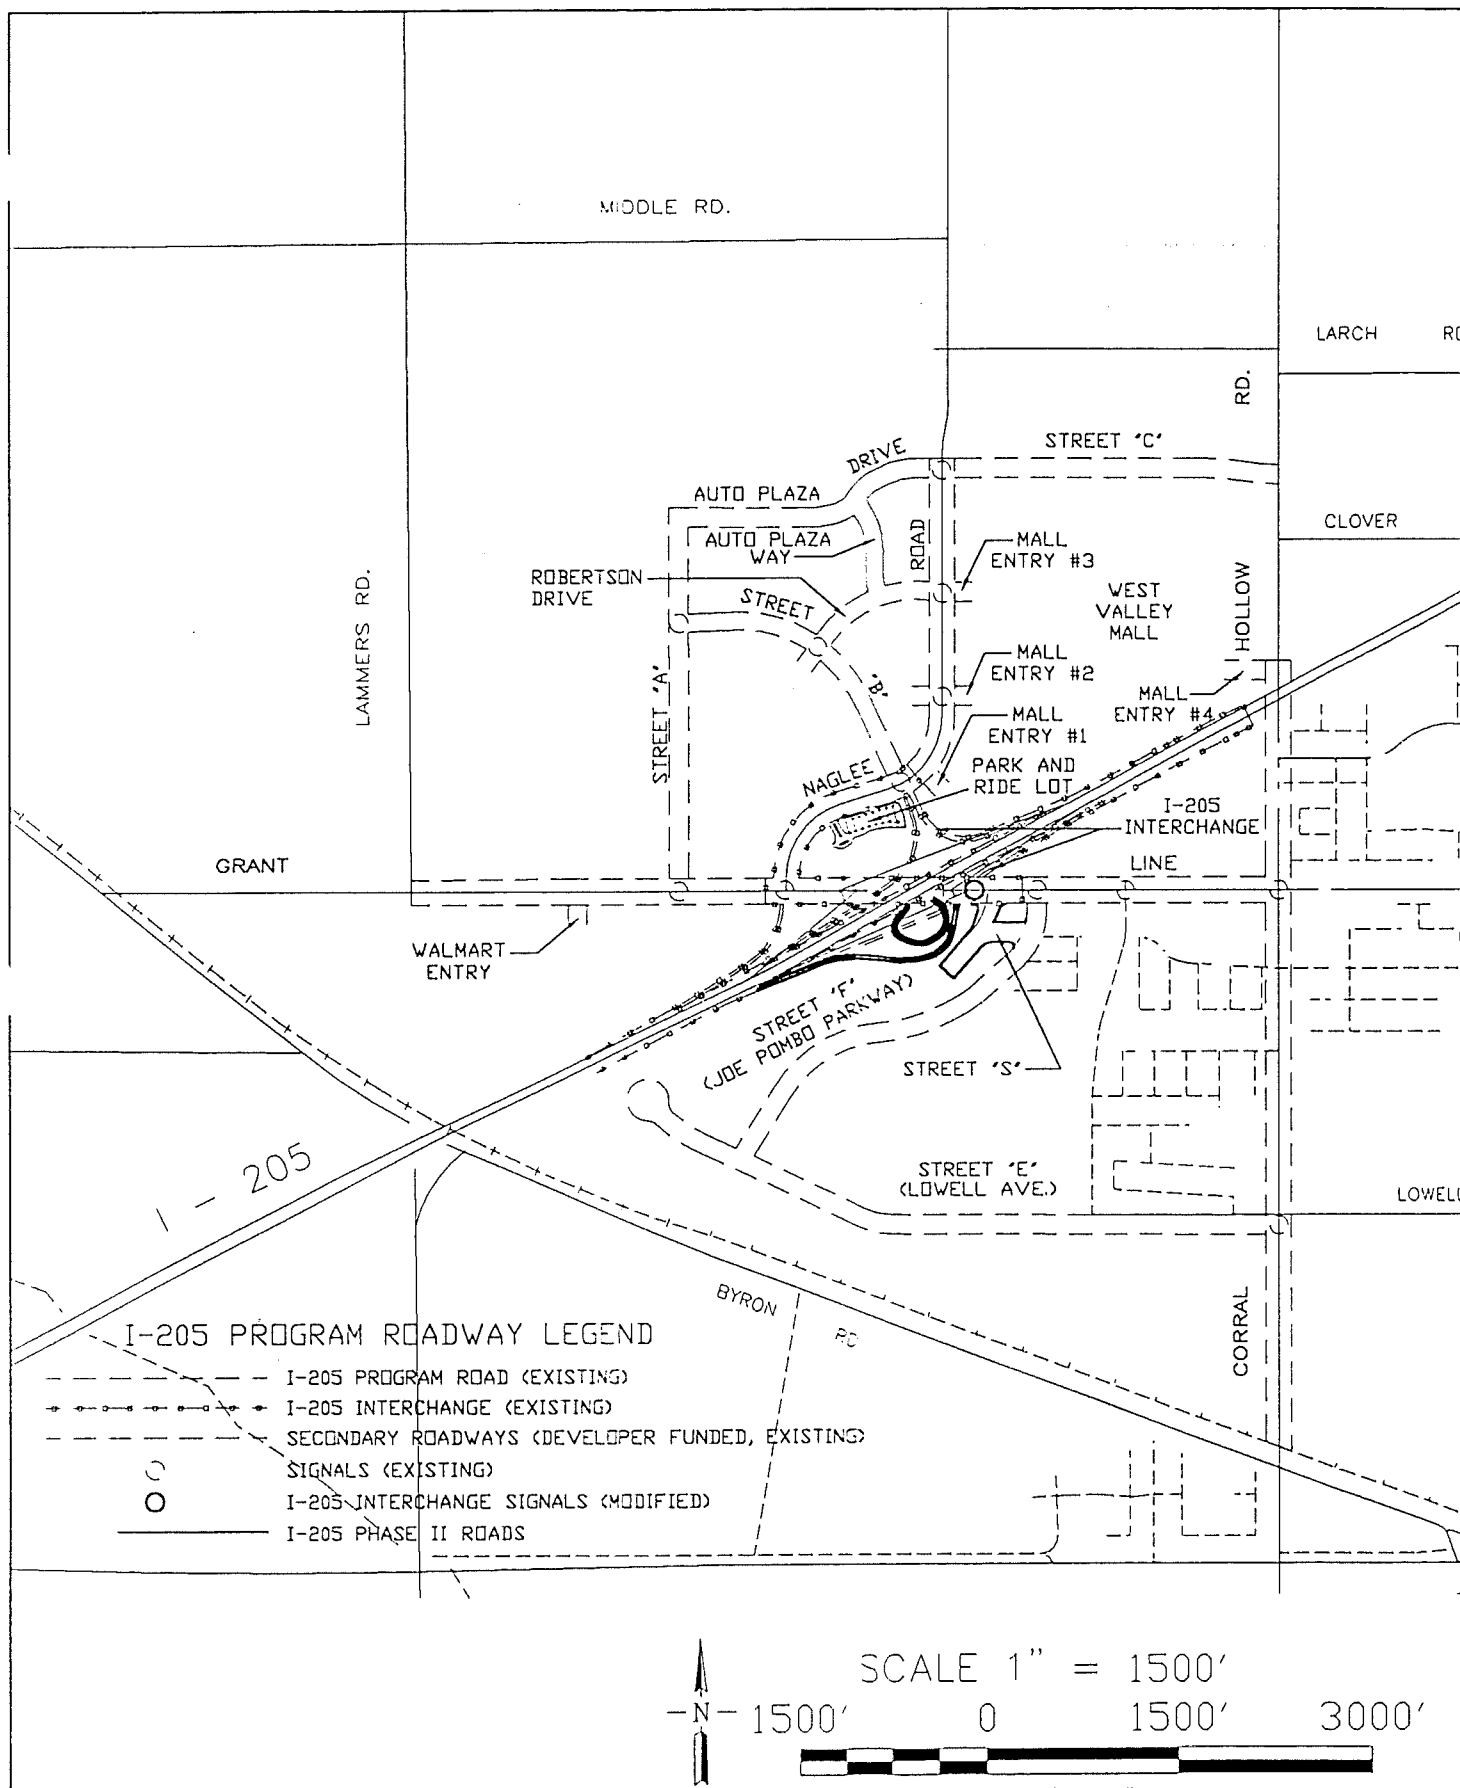 MIDDLE RD.
LARCH
RD.
STREET "C"
DRIVE
AUTO PLAZA
CLOVER
AUTO PLAZA
WAY
ROAD
MALL
ENTRY #3
ROBERTSON
DRIVE
STREET
WEST
VALLEY
MALL
HOLLOW
LAMMERS RD.
MALL
ENTRY #2
"B"
STREET "A"
MALL
ENTRY #4
MALL
ENTRY #1
PARK AND
RIDE LOT
NAGLEE
I-205
INTERCHANGE
GRANT
LINE
WALMART
ENTRY
STREET "F"
(JOE POMBO PARKWAY)
STREET "S"
I - 205
STREET "E"
(LOWELL AVE.)
LOWELL
BYRON
RD
CORRAL
I-205 PROGRAM ROADWAY LEGEND
I-205 PROGRAM ROAD (EXISTING)
I-205 INTERCHANGE (EXISTING)
SECONDARY ROADWAYS (DEVELOPER FUNDED, EXISTING)
SIGNALS (EXISTING)
I-205 INTERCHANGE SIGNALS (MODIFIED)
I-205 PHASE II ROADS
SCALE 1" = 1500'
N
1500' 0 1500' 3000'